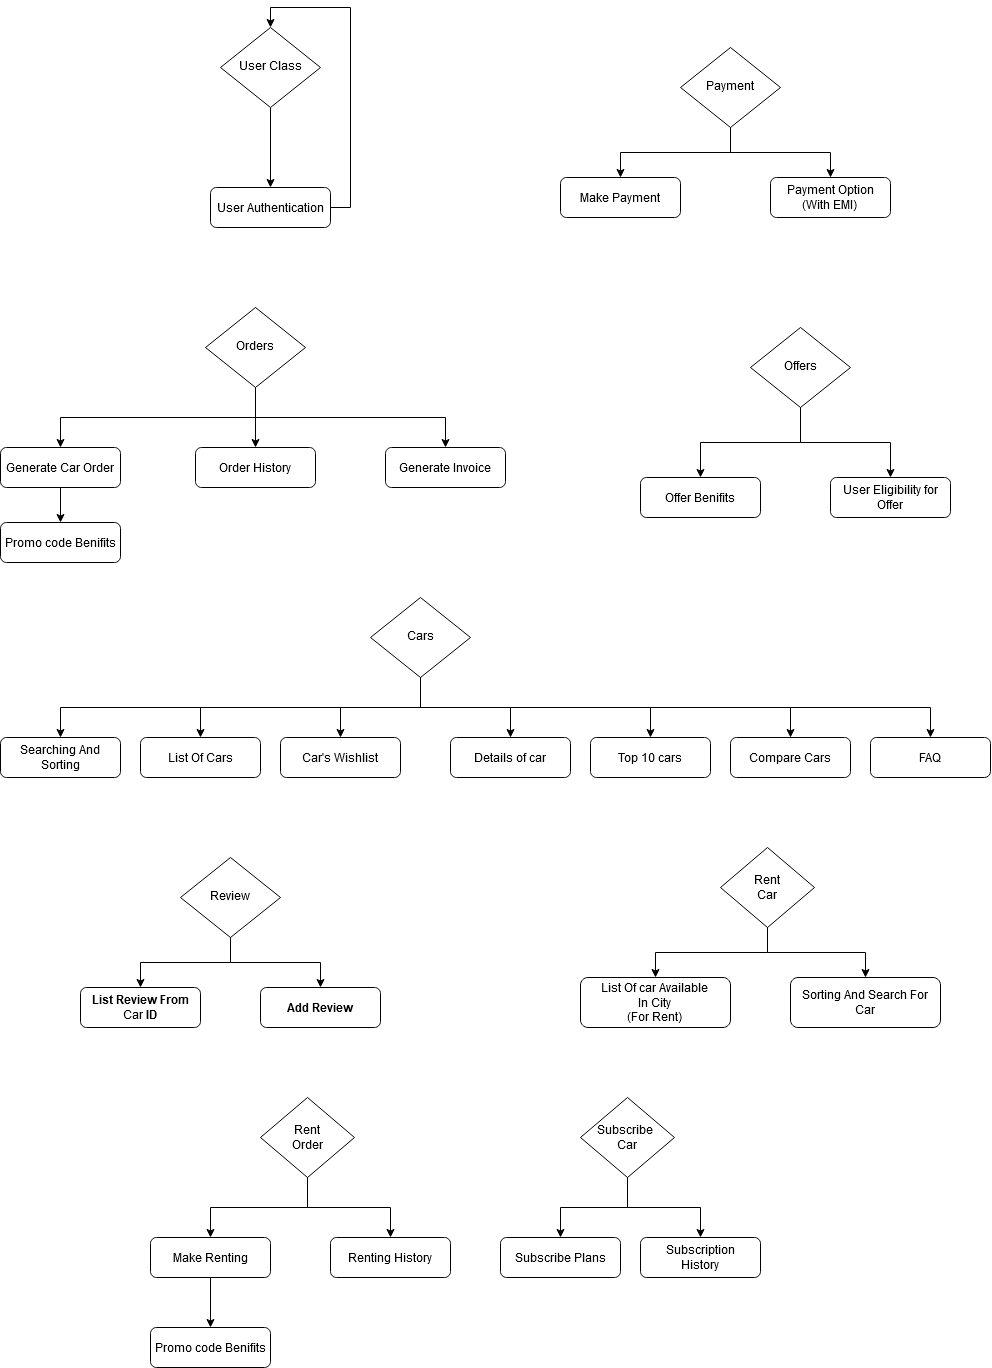 User Class
User Authentication
Payment
Make Payment
Payment Option
(With EMI)
Orders
Generate Car Order
Order History
Generate Invoice
Promo code Benifits
Offers
Offer Benifits
User Eligibility for
Offer
Cars
Searching And
Sorting
List Of Cars
Car's Wishlist
Details of car
Top 10 cars
Compare Cars
FAQ
Review
List Review From
Car ID
Add Review
Rent
Car
List Of car Available
In City
(For Rent)
Sorting And Search For
Car
Rent
Order
Make Renting
Renting History
Promo code Benifits
Subscribe
Car
Subscribe Plans
Subscription
History